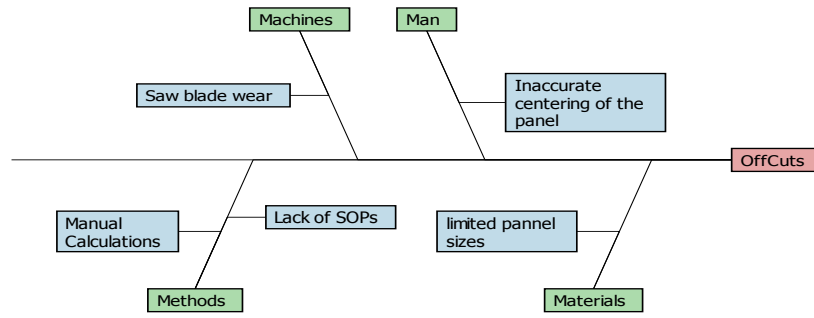 Machines
Man
Saw blade wear
Inaccurate
centering of the
panel
OffCuts
Manual
Calculations
Lack of SOPs
limited pannel
sizes
Methods
Materials